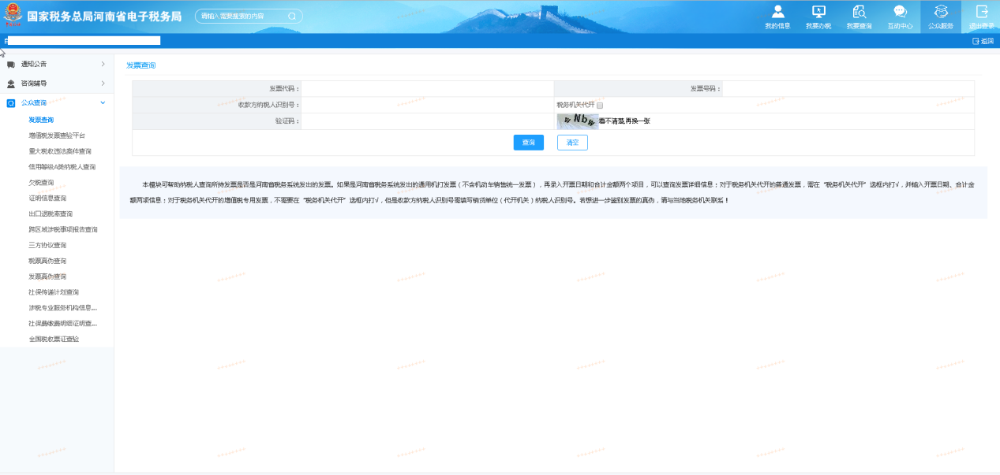 国家税务总局河南省电子税务局
请输入需要搜索的内容
我的信息
我要办税
我要查询
互动中心
公众服务
退出登录
返回
通知公告
咨询辅导
公众查询
发票查询
增值税发票查验平台
重大税收违法案件查询
信用等级A类纳税人查询
欠税查询
证明信息查询
出口退税率查询
跨区域涉税事项报告查询
三方协议查询
税票真伪查询
发票真伪查询
社保传递计划查询
涉税专业服务机构信息...
社保费缴费明细证明查...
全国税收票证查验
发票查询
发票代码：
发票号码：
收款方纳税人识别号：
税务机关代开
验证码：
w Nbw
看不清楚,再换一张
查询
清空
本模块可帮助纳税人查询所持发票是否是河南省税务系统发出的发票。如果是河南省税务系统发出的通用机打发票（不含机动车销售统一发票），再录入开票日期和合计金额两个项目，可以查询发票详细信息；对于税务机关代开的普通发票，需在“税务机关代开”选框内打√，并输入开票日期、合计金
额两项信息；对于税务机关代开的增值税专用发票，不需要在“税务机关代开”选框内打√，但是收款方纳税人识别号需填写销货单位（代开机关）纳税人识别号。若想进一步鉴别发票的真伪，请与当地税务机关联系！